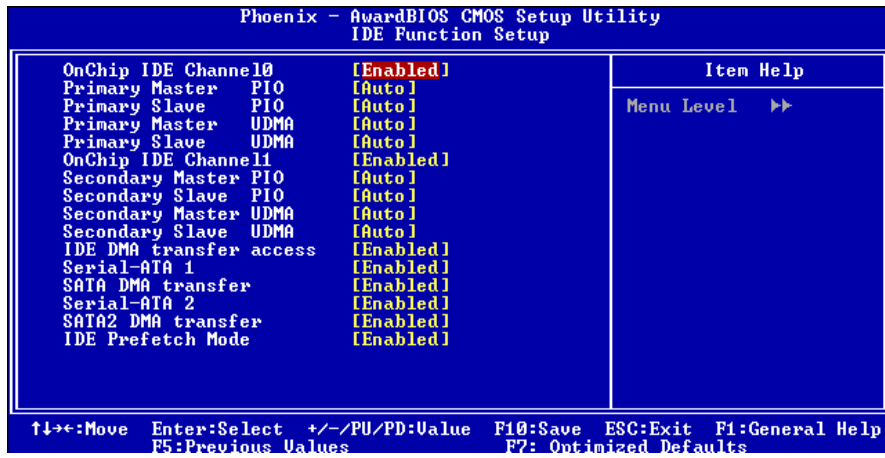 Phoenix - AwardBIOS CMOS Setup Utility
IDE Function Setup
OnChip IDE Channel0 [Enabled]
Primary Master PIO [Auto]
Primary Slave PIO [Auto]
Primary Master UDMA [Auto]
Primary Slave UDMA [Auto]
OnChip IDE Channel1 [Enabled]
Secondary Master PIO [Auto]
Secondary Slave PIO [Auto]
Secondary Master UDMA [Auto]
Secondary Slave UDMA [Auto]
IDE DMA transfer access [Enabled]
Serial-ATA 1 [Enabled]
SATA DMA transfer [Enabled]
Serial-ATA 2 [Enabled]
SATA2 DMA transfer [Enabled]
IDE Prefetch Mode [Enabled]
Item Help
Menu Level ▸▸
↑↓→←:Move Enter:Select +/-/PU/PD:Value F10:Save ESC:Exit F1:General Help
F5:Previous Values F7: Optimized Defaults